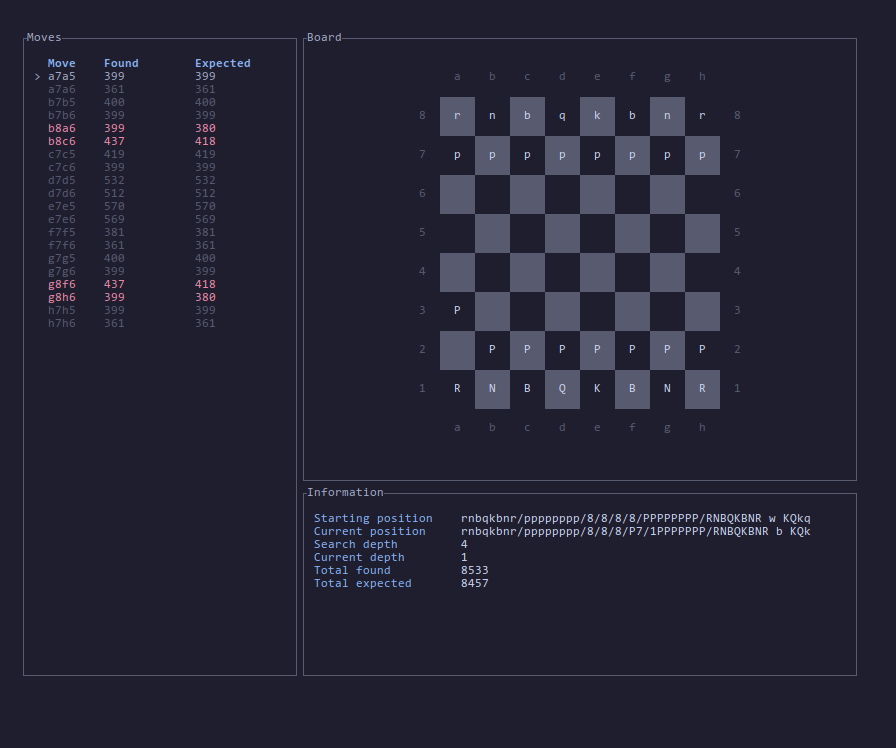 Moves
Move Found Expected
> a7a5 399 399
a7a6 361 361
b7b5 400 400
b7b6 399 399
b8a6 399 380
b8c6 437 418
c7c5 419 419
c7c6 399 399
d7d5 532 532
d7d6 512 512
e7e5 570 570
e7e6 569 569
f7f5 381 381
f7f6 361 361
g7g5 400 400
g7g6 399 399
g8f6 437 418
g8h6 399 380
h7h5 399 399
h7h6 361 361
Board
a b c d e f g h
8 r n b q k b n r 8
7 p p p p p p p p 7
6 6
5 5
4 4
3 P 3
2 P P P P P P P 2
1 R N B Q K B N R 1
a b c d e f g h
Information
Starting position rnbqkbnr/pppppppp/8/8/8/8/PPPPPPPP/RNBQKBNR w KQkq
Current position rnbqkbnr/pppppppp/8/8/8/P7/1PPPPPPP/RNBQKBNR b KQk
Search depth 4
Current depth 1
Total found 8533
Total expected 8457